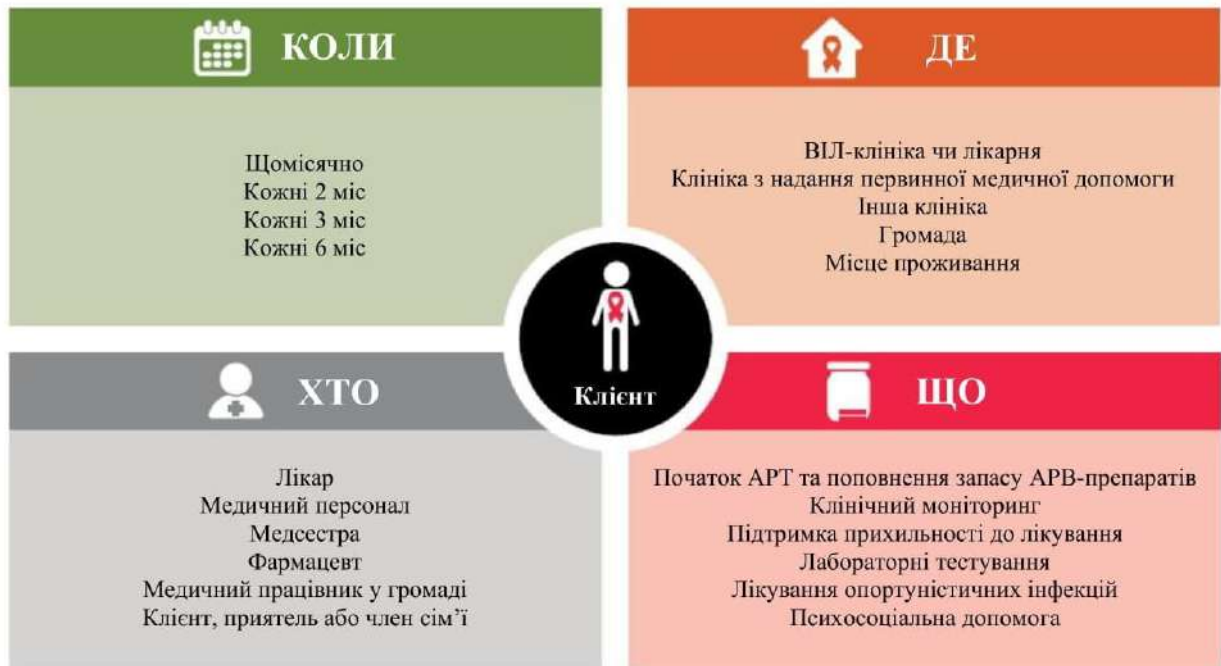 КОЛИ
Щомісячно
Кожні 2 міс
Кожні 3 міс
Кожні 6 міс
ДЕ
ВІЛ-клініка чи лікарня
Клініка з надання первинної медичної допомоги
Інша клініка
Громада
Місце проживання
Клієнт
ХТО
Лікар
Медичний персонал
Медсестра
Фармацевт
Медичний працівник у громаді
Клієнт, приятель або член сім’ї
ЩО
Початок АРТ та поповнення запасу АРВ-препаратів
Клінічний моніторинг
Підтримка прихильності до лікування
Лабораторні тестування
Лікування опортуністичних інфекцій
Психосоціальна допомога